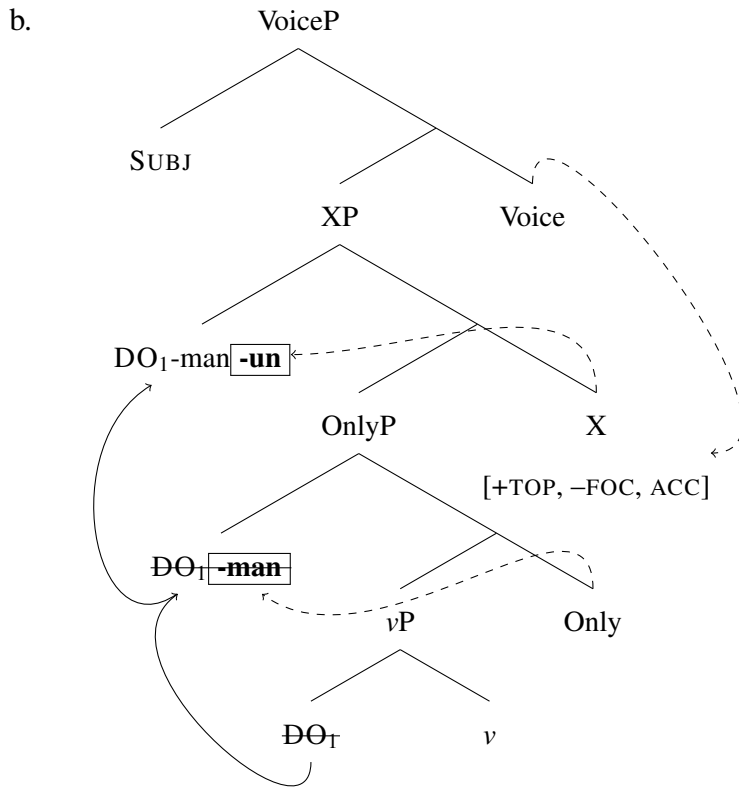 b.
VoiceP
SUBJ
XP Voice
DO₁-man -un
OnlyP X
[+TOP, –FOC, ACC]
DO₁ -man
vP Only
DO₁ v